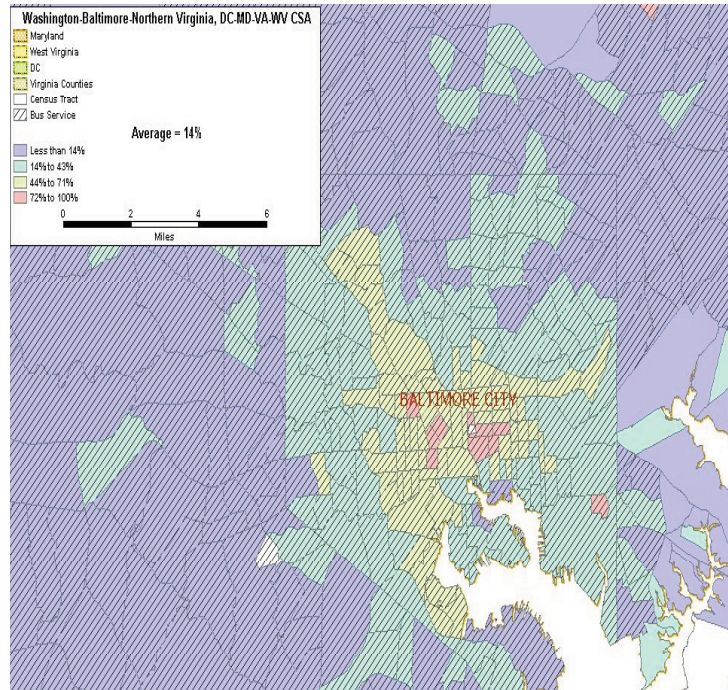 Washington-Baltimore-Northern Virginia, DC-MD-VA-WV CSA
Maryland
West Virginia
DC
Virginia Counties
Census Tract
Bus Service
Average = 14%
Less than 14%
14% to 43%
44% to 71%
72% to 100%
0 2 4 6
Miles
BALTIMORE CITY